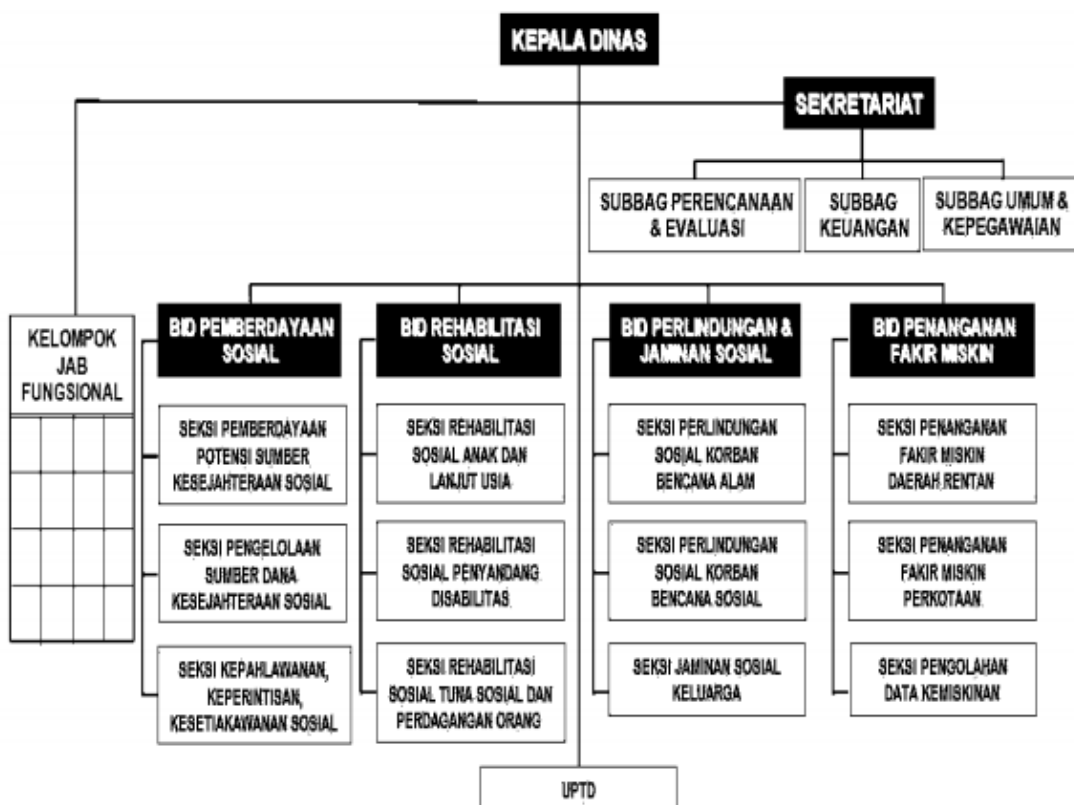 KEPALA DINAS
SEKRETARIAT
SUBBAG PERENCANAAN
& EVALUASI
SUBBAG
KEUANGAN
SUBBAG UMUM &
KEPEGAWAIAN
KELOMPOK
JAB
FUNGSIONAL
BID PEMBERDAYAAN
SOSIAL
SEKSI PEMBERDAYAAN
POTENSI SUMBER
KESEJAHTERAAN SOSIAL
SEKSI PENGELOLAAN
SUMBER DANA
KESEJAHTERAAN SOSIAL
SEKSI KEPAHLAWANAN,
KEPERINTISAN,
KESETIAKAWANAN SOSIAL
BID REHABILITASI
SOSIAL
SEKSI REHABILITASI
SOSIAL ANAK DAN
LANJUT USIA
SEKSI REHABILITASI
SOSIAL PENYANDANG
DISABILITAS
SEKSI REHABILITASI
SOSIAL TUNA SOSIAL DAN
PERDAGANGAN ORANG
BID PERLINDUNGAN &
JAMINAN SOSIAL
SEKSI PERLINDUNGAN
SOSIAL KORBAN
BENCANA ALAM
SEKSI PERLINDUNGAN
SOSIAL KORBAN
BENCANA SOSIAL
SEKSI JAMINAN SOSIAL
KELUARGA
BID PENANGANAN
FAKIR MISKIN
SEKSI PENANGANAN
FAKIR MISKIN
DAERAH RENTAN
SEKSI PENANGANAN
FAKIR MISKIN
PERKOTAAN
SEKSI PENGOLAHAN
DATA KEMISKINAN
UPTD